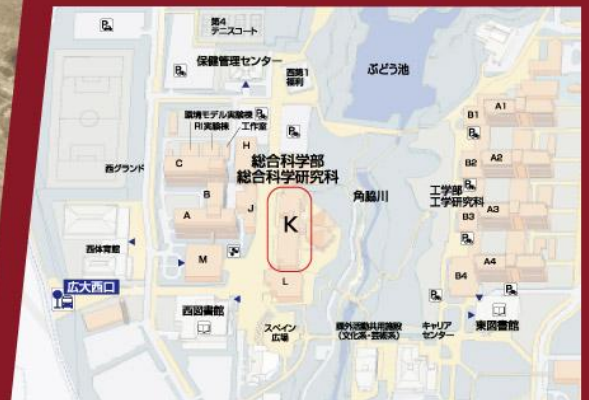 第4
テニスコート
保健管理センター
西第1
福利
ぶどう池
環境モデル実験棟
RI実験棟
工作室
H
C
西グランド
総合科学部
総合科学研究科
B
J
A
K
角脇川
M
L
西体育館
広大西口
西図書館
スペイン
広場
課外活動共用施設
(文化系・芸術系)
キャリア
センター
東図書館
工学部
工学研究科
B1
A1
B2
A2
B3
A3
B4
A4